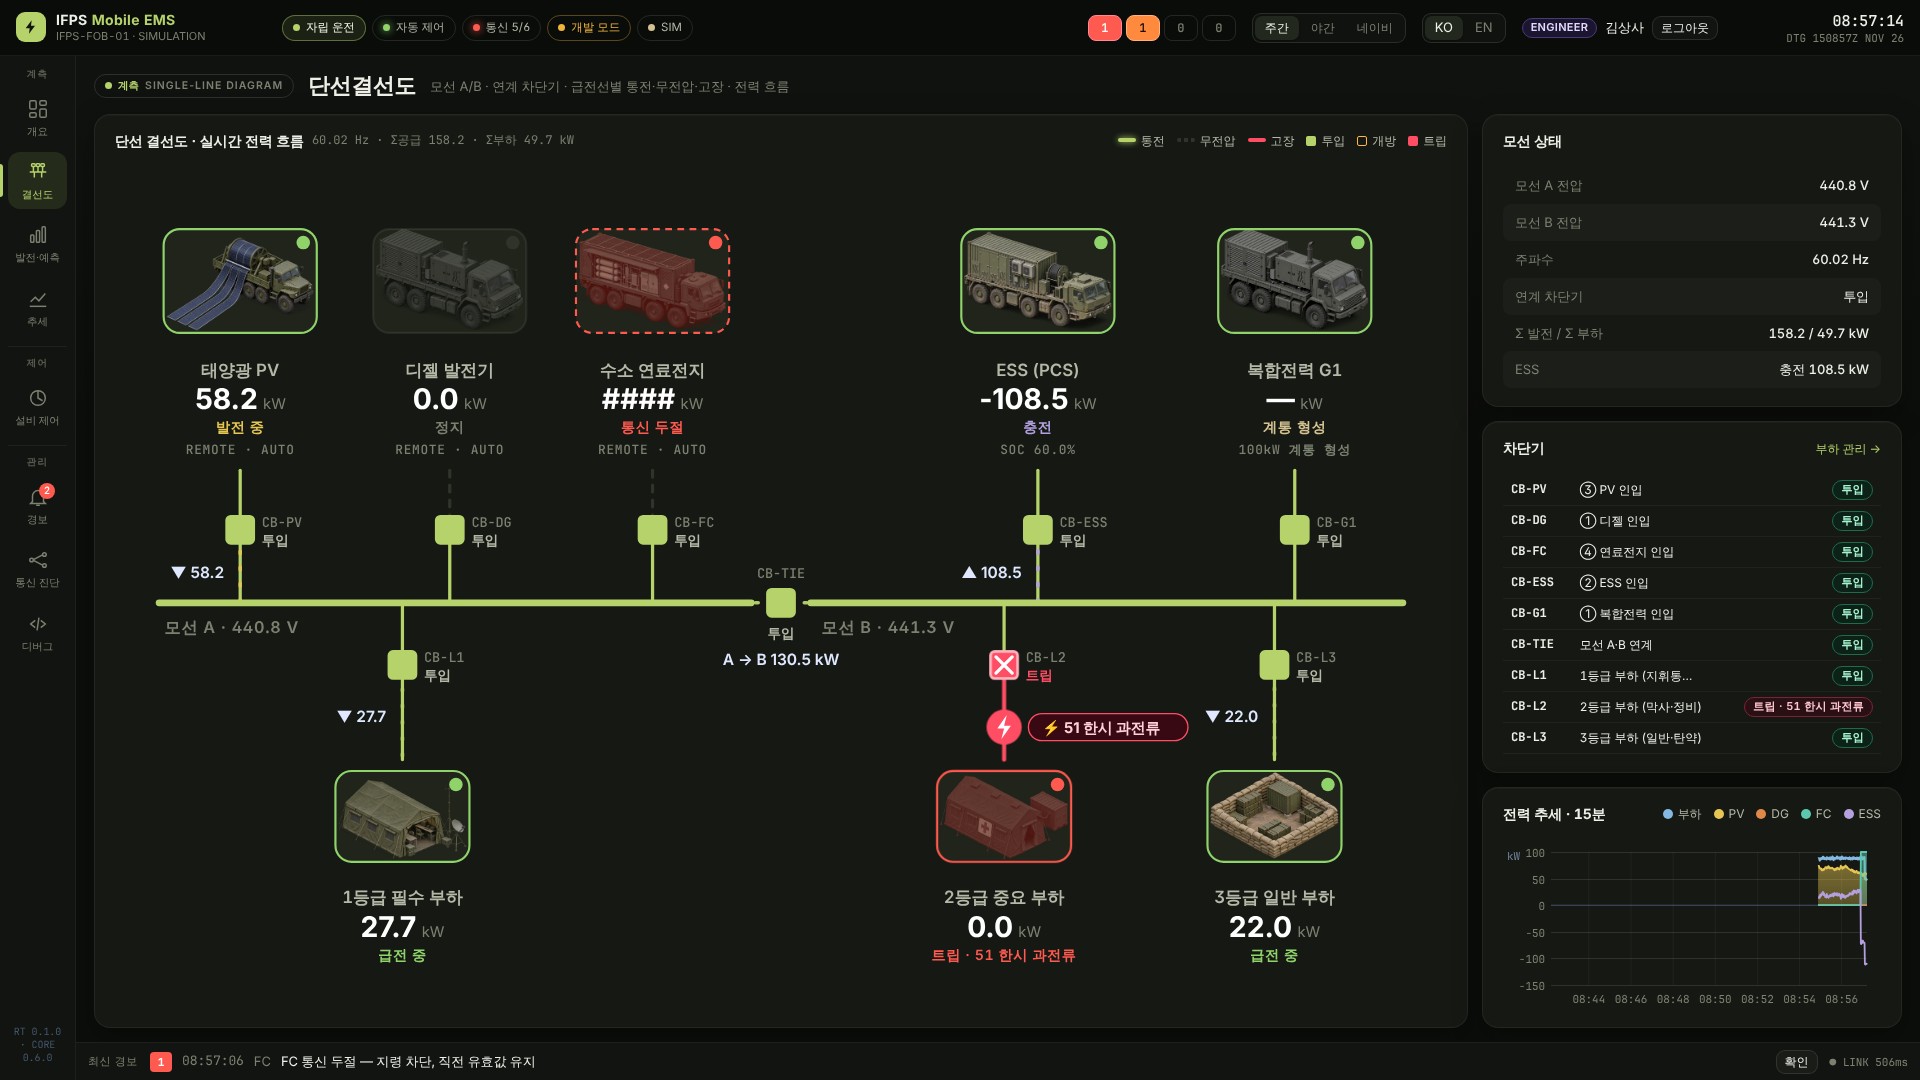 IFPS Mobile EMS
IFPS-FOB-01 · SIMULATION
자립 운전
자동 제어
통신 5/6
개발 모드
SIM
1
1
0
0
주간
야간
네이비
KO
EN
ENGINEER
김상사
로그아웃
08:57:14
DTG 150857Z NOV 26
계측
개요
결선도
발전·예측
추세
제어
설비 제어
관리
2
경보
통신 진단
디버그
RT 0.1.0
· CORE
0.6.0
계측 SINGLE-LINE DIAGRAM
단선결선도
모선 A/B · 연계 차단기 · 급전선별 통전·무전압·고장 · 전력 흐름
단선 결선도 · 실시간 전력 흐름
60.02 Hz · Σ공급 158.2 · Σ부하 49.7 kW
통전
무전압
고장
투입
개방
트립
태양광 PV
58.2 kW
발전 중
REMOTE · AUTO
디젤 발전기
0.0 kW
정지
REMOTE · AUTO
수소 연료전지
#### kW
통신 두절
REMOTE · AUTO
ESS (PCS)
-108.5 kW
충전
SOC 60.0%
복합전력 G1
— kW
계통 형성
100kW 계통 형성
CB-PV
투입
CB-DG
투입
CB-FC
투입
CB-ESS
투입
CB-G1
투입
▼ 58.2
▲ 108.5
CB-TIE
투입
모선 A · 440.8 V
모선 B · 441.3 V
A → B 130.5 kW
CB-L1
투입
CB-L2
트립
CB-L3
투입
▼ 27.7
⚡ 51 한시 과전류
▼ 22.0
1등급 필수 부하
27.7 kW
급전 중
2등급 중요 부하
0.0 kW
트립 · 51 한시 과전류
3등급 일반 부하
22.0 kW
급전 중
모선 상태
모선 A 전압 440.8 V
모선 B 전압 441.3 V
주파수 60.02 Hz
연계 차단기 투입
Σ 발전 / Σ 부하 158.2 / 49.7 kW
ESS 충전 108.5 kW
차단기
부하 관리 →
CB-PV ③ PV 인입 투입
CB-DG ① 디젤 인입 투입
CB-FC ④ 연료전지 인입 투입
CB-ESS ② ESS 인입 투입
CB-G1 ① 복합전력 인입 투입
CB-TIE 모선 A·B 연계 투입
CB-L1 1등급 부하 (지휘통… 투입
CB-L2 2등급 부하 (막사·정비) 트립 · 51 한시 과전류
CB-L3 3등급 부하 (일반·탄약) 투입
전력 추세 · 15분
부하
PV
DG
FC
ESS
kW
100
50
0
-50
-100
-150
08:44 08:46 08:48 08:50 08:52 08:54 08:56
최신 경보
1
08:57:06
FC
FC 통신 두절 — 지령 차단, 직전 유효값 유지
확인
LINK 506ms